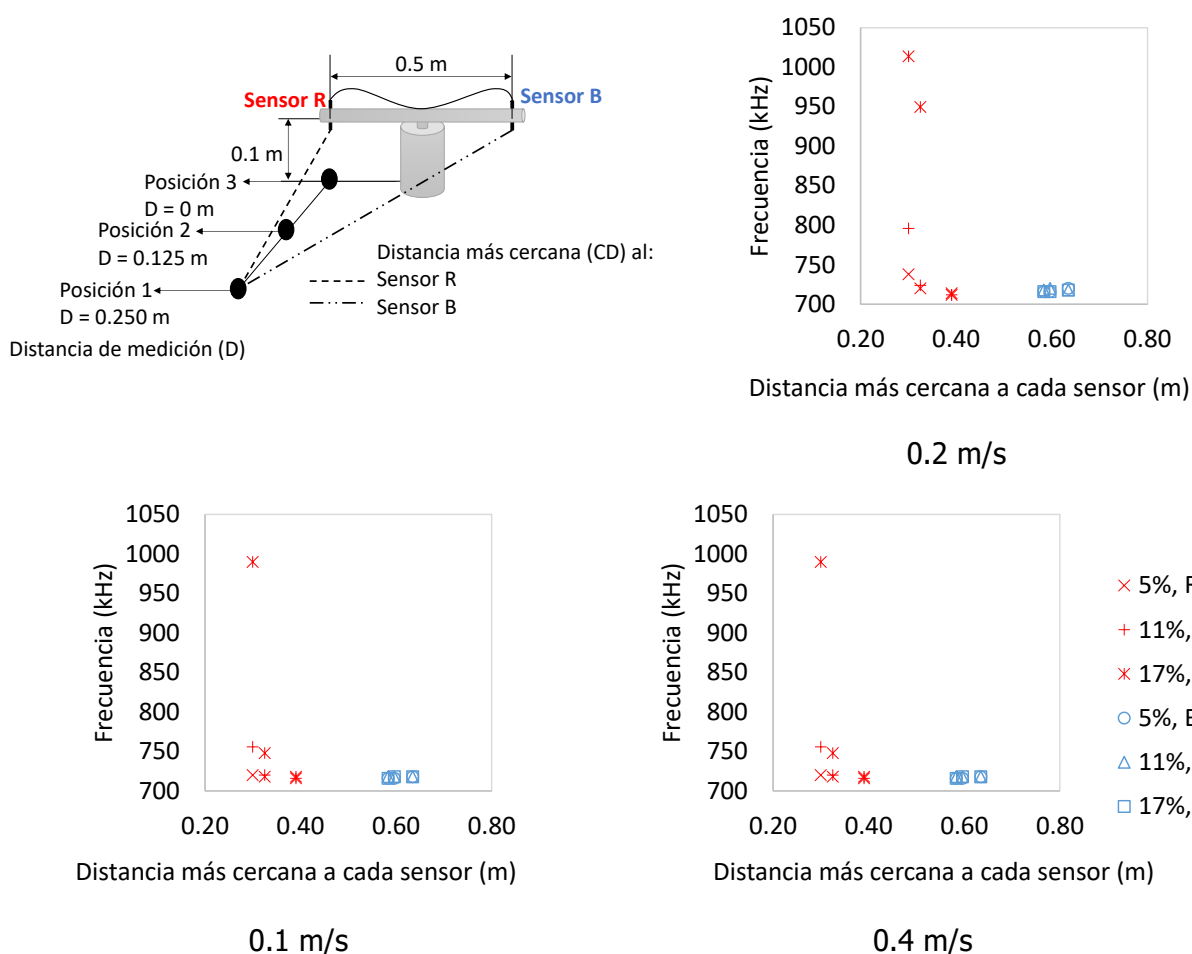 0.5 m
Sensor R
Sensor B
0.1 m
Posición 3
D = 0 m
Posición 2
D = 0.125 m
Posición 1
D = 0.250 m
Distancia de medición (D)
Distancia más cercana (CD) al:
Sensor R
Sensor B
Frecuencia (kHz)
1050
1000
950
900
850
800
750
700
0.20 0.40 0.60 0.80
Distancia más cercana a cada sensor (m)
0.2 m/s
Frecuencia (kHz)
1050
1000
950
900
850
800
750
700
0.20 0.40 0.60 0.80
Distancia más cercana a cada sensor (m)
0.1 m/s
Frecuencia (kHz)
1050
1000
950
900
850
800
750
700
0.20 0.40 0.60 0.80
Distancia más cercana a cada sensor (m)
0.4 m/s
5%,
11%,
17%,
5%,
11%,
17%,